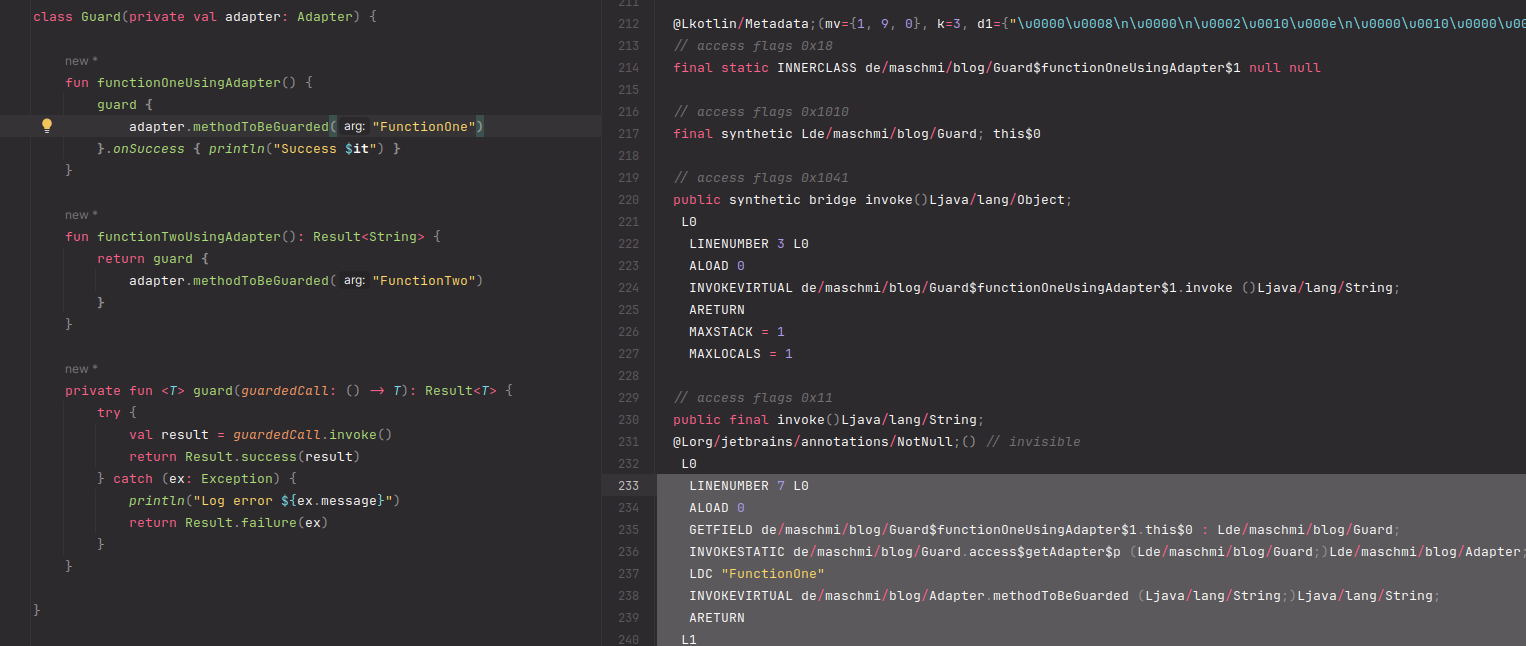 class Guard(private val adapter: Adapter) {
new *
fun functionOneUsingAdapter() {
guard {
adapter.methodToBeGuarded( arg: "FunctionOne")
}.onSuccess { println("Success $it") }
}
new *
fun functionTwoUsingAdapter(): Result<String> {
return guard {
adapter.methodToBeGuarded( arg: "FunctionTwo")
}
}
new *
private fun <T> guard(guardedCall: () → T): Result<T> {
try {
val result = guardedCall.invoke()
return Result.success(result)
} catch (ex: Exception) {
println("Log error ${ex.message}")
return Result.failure(ex)
}
}
}
211
212 @Lkotlin/Metadata;(mv={1, 9, 0}, k=3, d1={"\u0000\u0008\n\u0000\n\u0002\u0010\u000e\n\u0000\u0010\u0000\u00
213 // access flags 0x18
214 final static INNERCLASS de/maschmi/blog/Guard$functionOneUsingAdapter$1 null null
215
216 // access flags 0x1010
217 final synthetic Lde/maschmi/blog/Guard; this$0
218
219 // access flags 0x1041
220 public synthetic bridge invoke()Ljava/lang/Object;
221 L0
222 LINENUMBER 3 L0
223 ALOAD 0
224 INVOKEVIRTUAL de/maschmi/blog/Guard$functionOneUsingAdapter$1.invoke ()Ljava/lang/String;
225 ARETURN
226 MAXSTACK = 1
227 MAXLOCALS = 1
228
229 // access flags 0x11
230 public final invoke()Ljava/lang/String;
231 @Lorg/jetbrains/annotations/NotNull;() // invisible
232 L0
233 LINENUMBER 7 L0
234 ALOAD 0
235 GETFIELD de/maschmi/blog/Guard$functionOneUsingAdapter$1.this$0 : Lde/maschmi/blog/Guard;
236 INVOKESTATIC de/maschmi/blog/Guard.access$getAdapter$p (Lde/maschmi/blog/Guard;)Lde/maschmi/blog/Adapter;
237 LDC "FunctionOne"
238 INVOKEVIRTUAL de/maschmi/blog/Adapter.methodToBeGuarded (Ljava/lang/String;)Ljava/lang/String;
239 ARETURN
240 L1